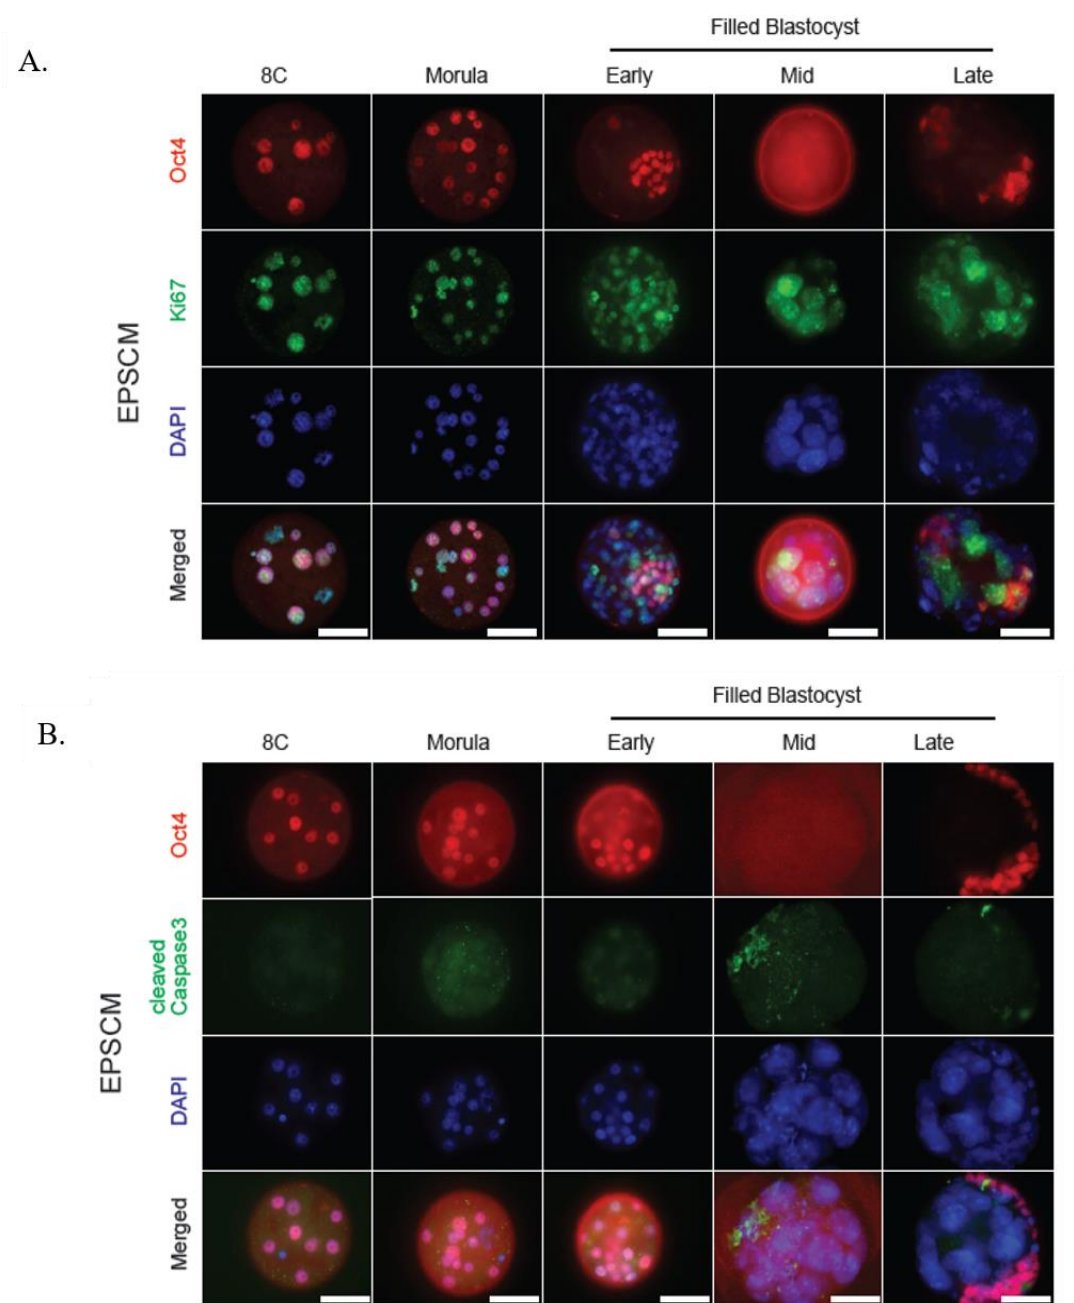 A.
Filled Blastocyst
8C Morula Early Mid Late
EPSCM
Oct4
Ki67
DAPI
Merged
B.
Filled Blastocyst
8C Morula Early Mid Late
EPSCM
Oct4
cleaved
Caspase3
DAPI
Merged